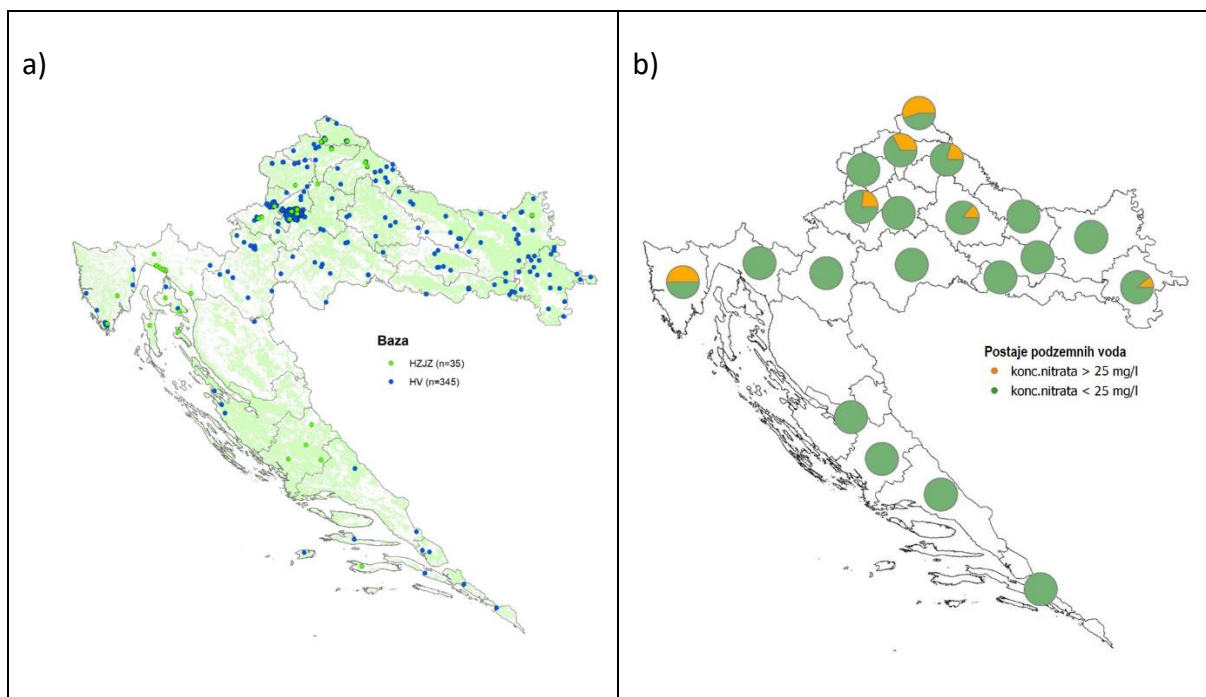 a)
Baza
HZJZ (n=35)
HV (n=345)
b)
Postaje podzemnih voda
konc.nitrata > 25 mg/l
konc.nitrata < 25 mg/l